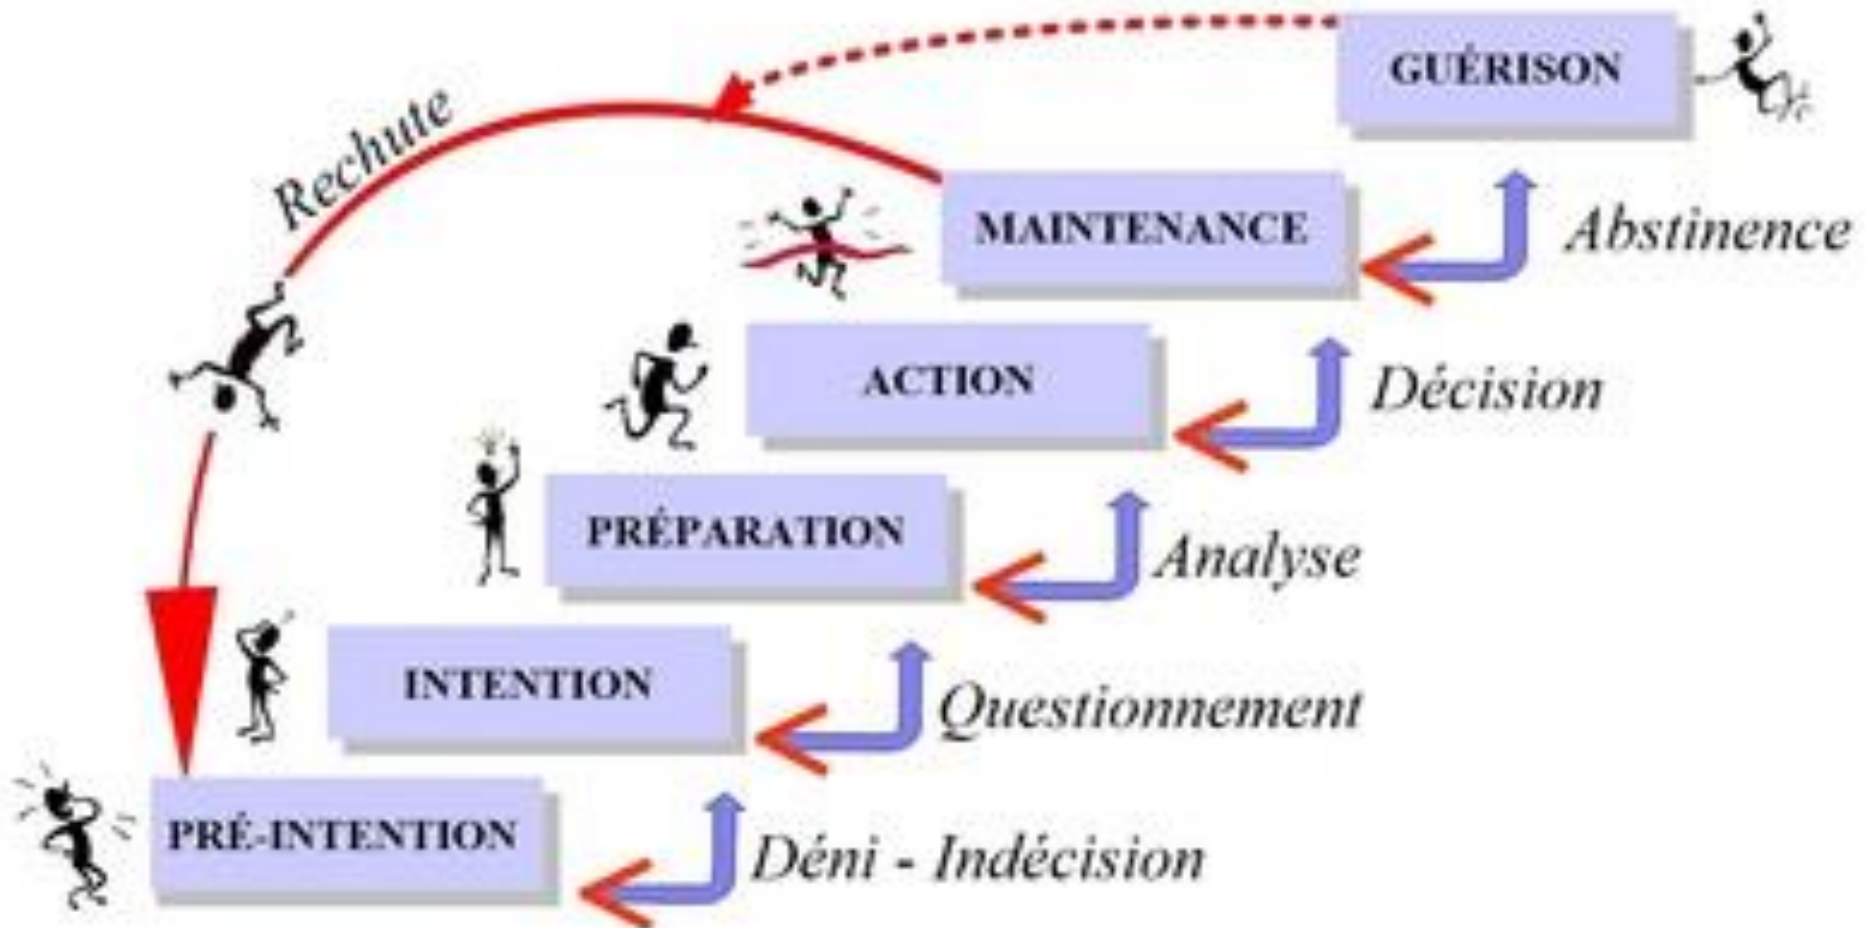 GUÉRISON
Rechute
MAINTENANCE
Abstinence
ACTION
Décision
PRÉPARATION
Analyse
INTENTION
Questionnement
PRÉ-INTENTION
Déni - Indécision